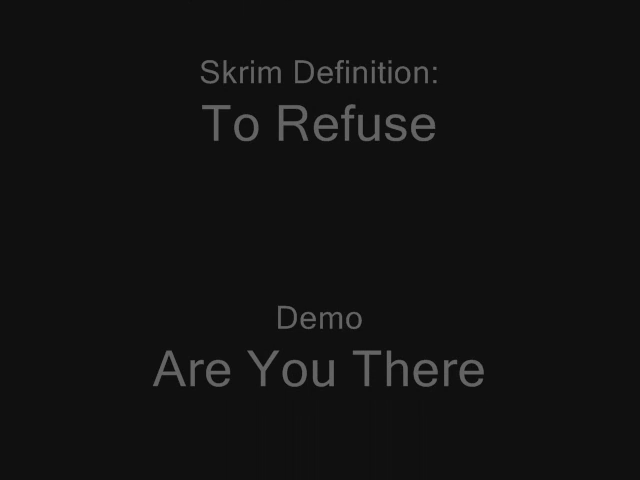 Skrim Definition:
To Refuse
Demo
Are You There